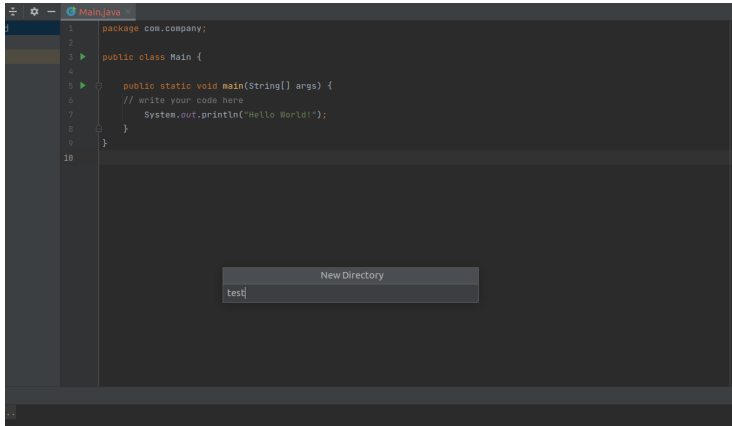 Main.java
1 package com.company;
2
3 public class Main {
4
5 public static void main(String[] args) {
6 // write your code here
7 System.out.println("Hello World!");
8 }
9 }
10
New Directory
test
..